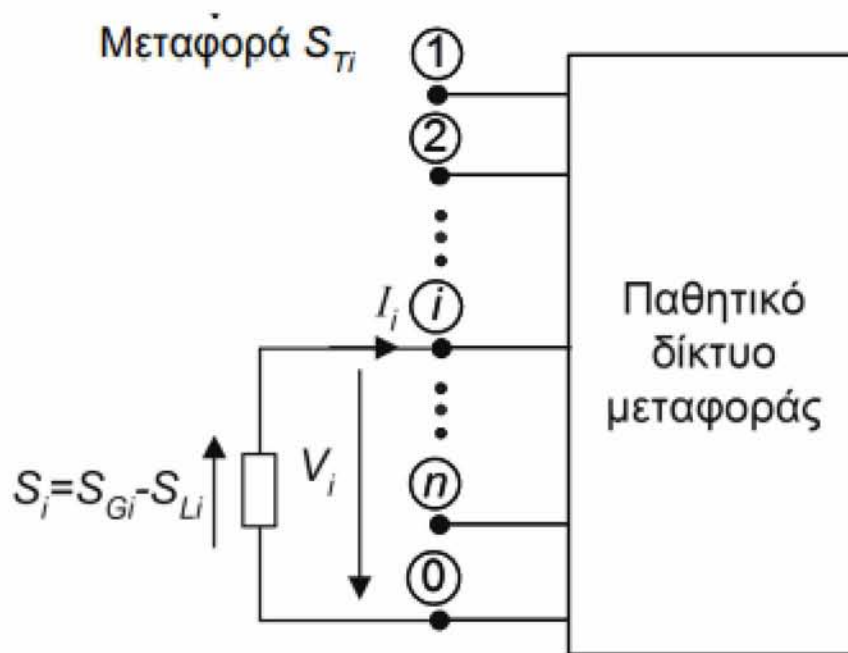 Μεταφορά S_Ti
1
2
I_i
i
Παθητικό
δίκτυο
μεταφοράς
S_i=S_Gi-S_Li
V_i
n
0